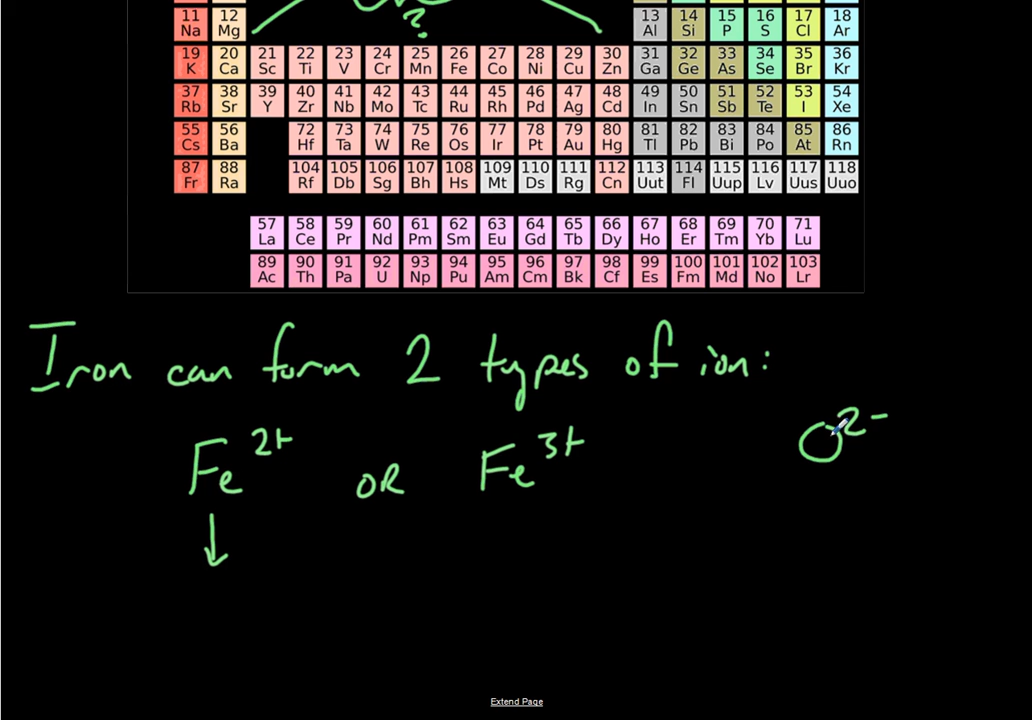 ?
11 12 13 14 15 16 17 18
Na Mg Al Si P S Cl Ar
19 20 21 22 23 24 25 26 27 28 29 30 31 32 33 34 35 36
K Ca Sc Ti V Cr Mn Fe Co Ni Cu Zn Ga Ge As Se Br Kr
37 38 39 40 41 42 43 44 45 46 47 48 49 50 51 52 53 54
Rb Sr Y Zr Nb Mo Tc Ru Rh Pd Ag Cd In Sn Sb Te I Xe
55 56 72 73 74 75 76 77 78 79 80 81 82 83 84 85 86
Cs Ba Hf Ta W Re Os Ir Pt Au Hg Tl Pb Bi Po At Rn
87 88 104 105 106 107 108 109 110 111 112 113 114 115 116 117 118
Fr Ra Rf Db Sg Bh Hs Mt Ds Rg Cn Uut Fl Uup Lv Uus Uuo
57 58 59 60 61 62 63 64 65 66 67 68 69 70 71
La Ce Pr Nd Pm Sm Eu Gd Tb Dy Ho Er Tm Yb Lu
89 90 91 92 93 94 95 96 97 98 99 100 101 102 103
Ac Th Pa U Np Pu Am Cm Bk Cf Es Fm Md No Lr
Iron can form 2 types of ion:
Fe²⁺ OR Fe³⁺ O²⁻
↓
Extend Page